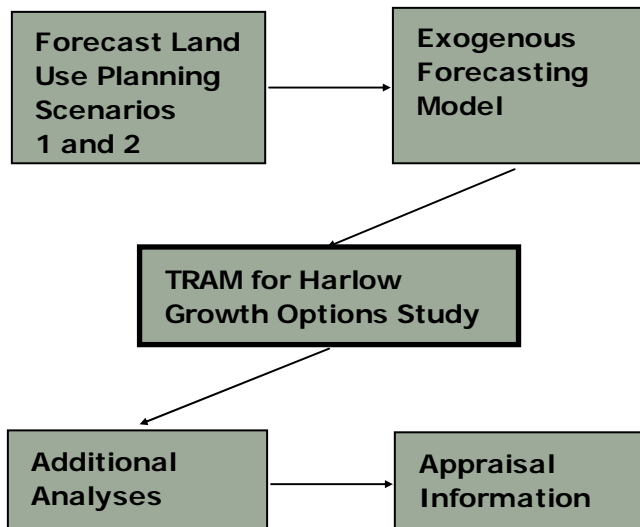 Forecast Land
Use Planning
Scenarios
1 and 2
Exogenous
Forecasting
Model
TRAM for Harlow
Growth Options Study
Additional
Analyses
Appraisal
Information